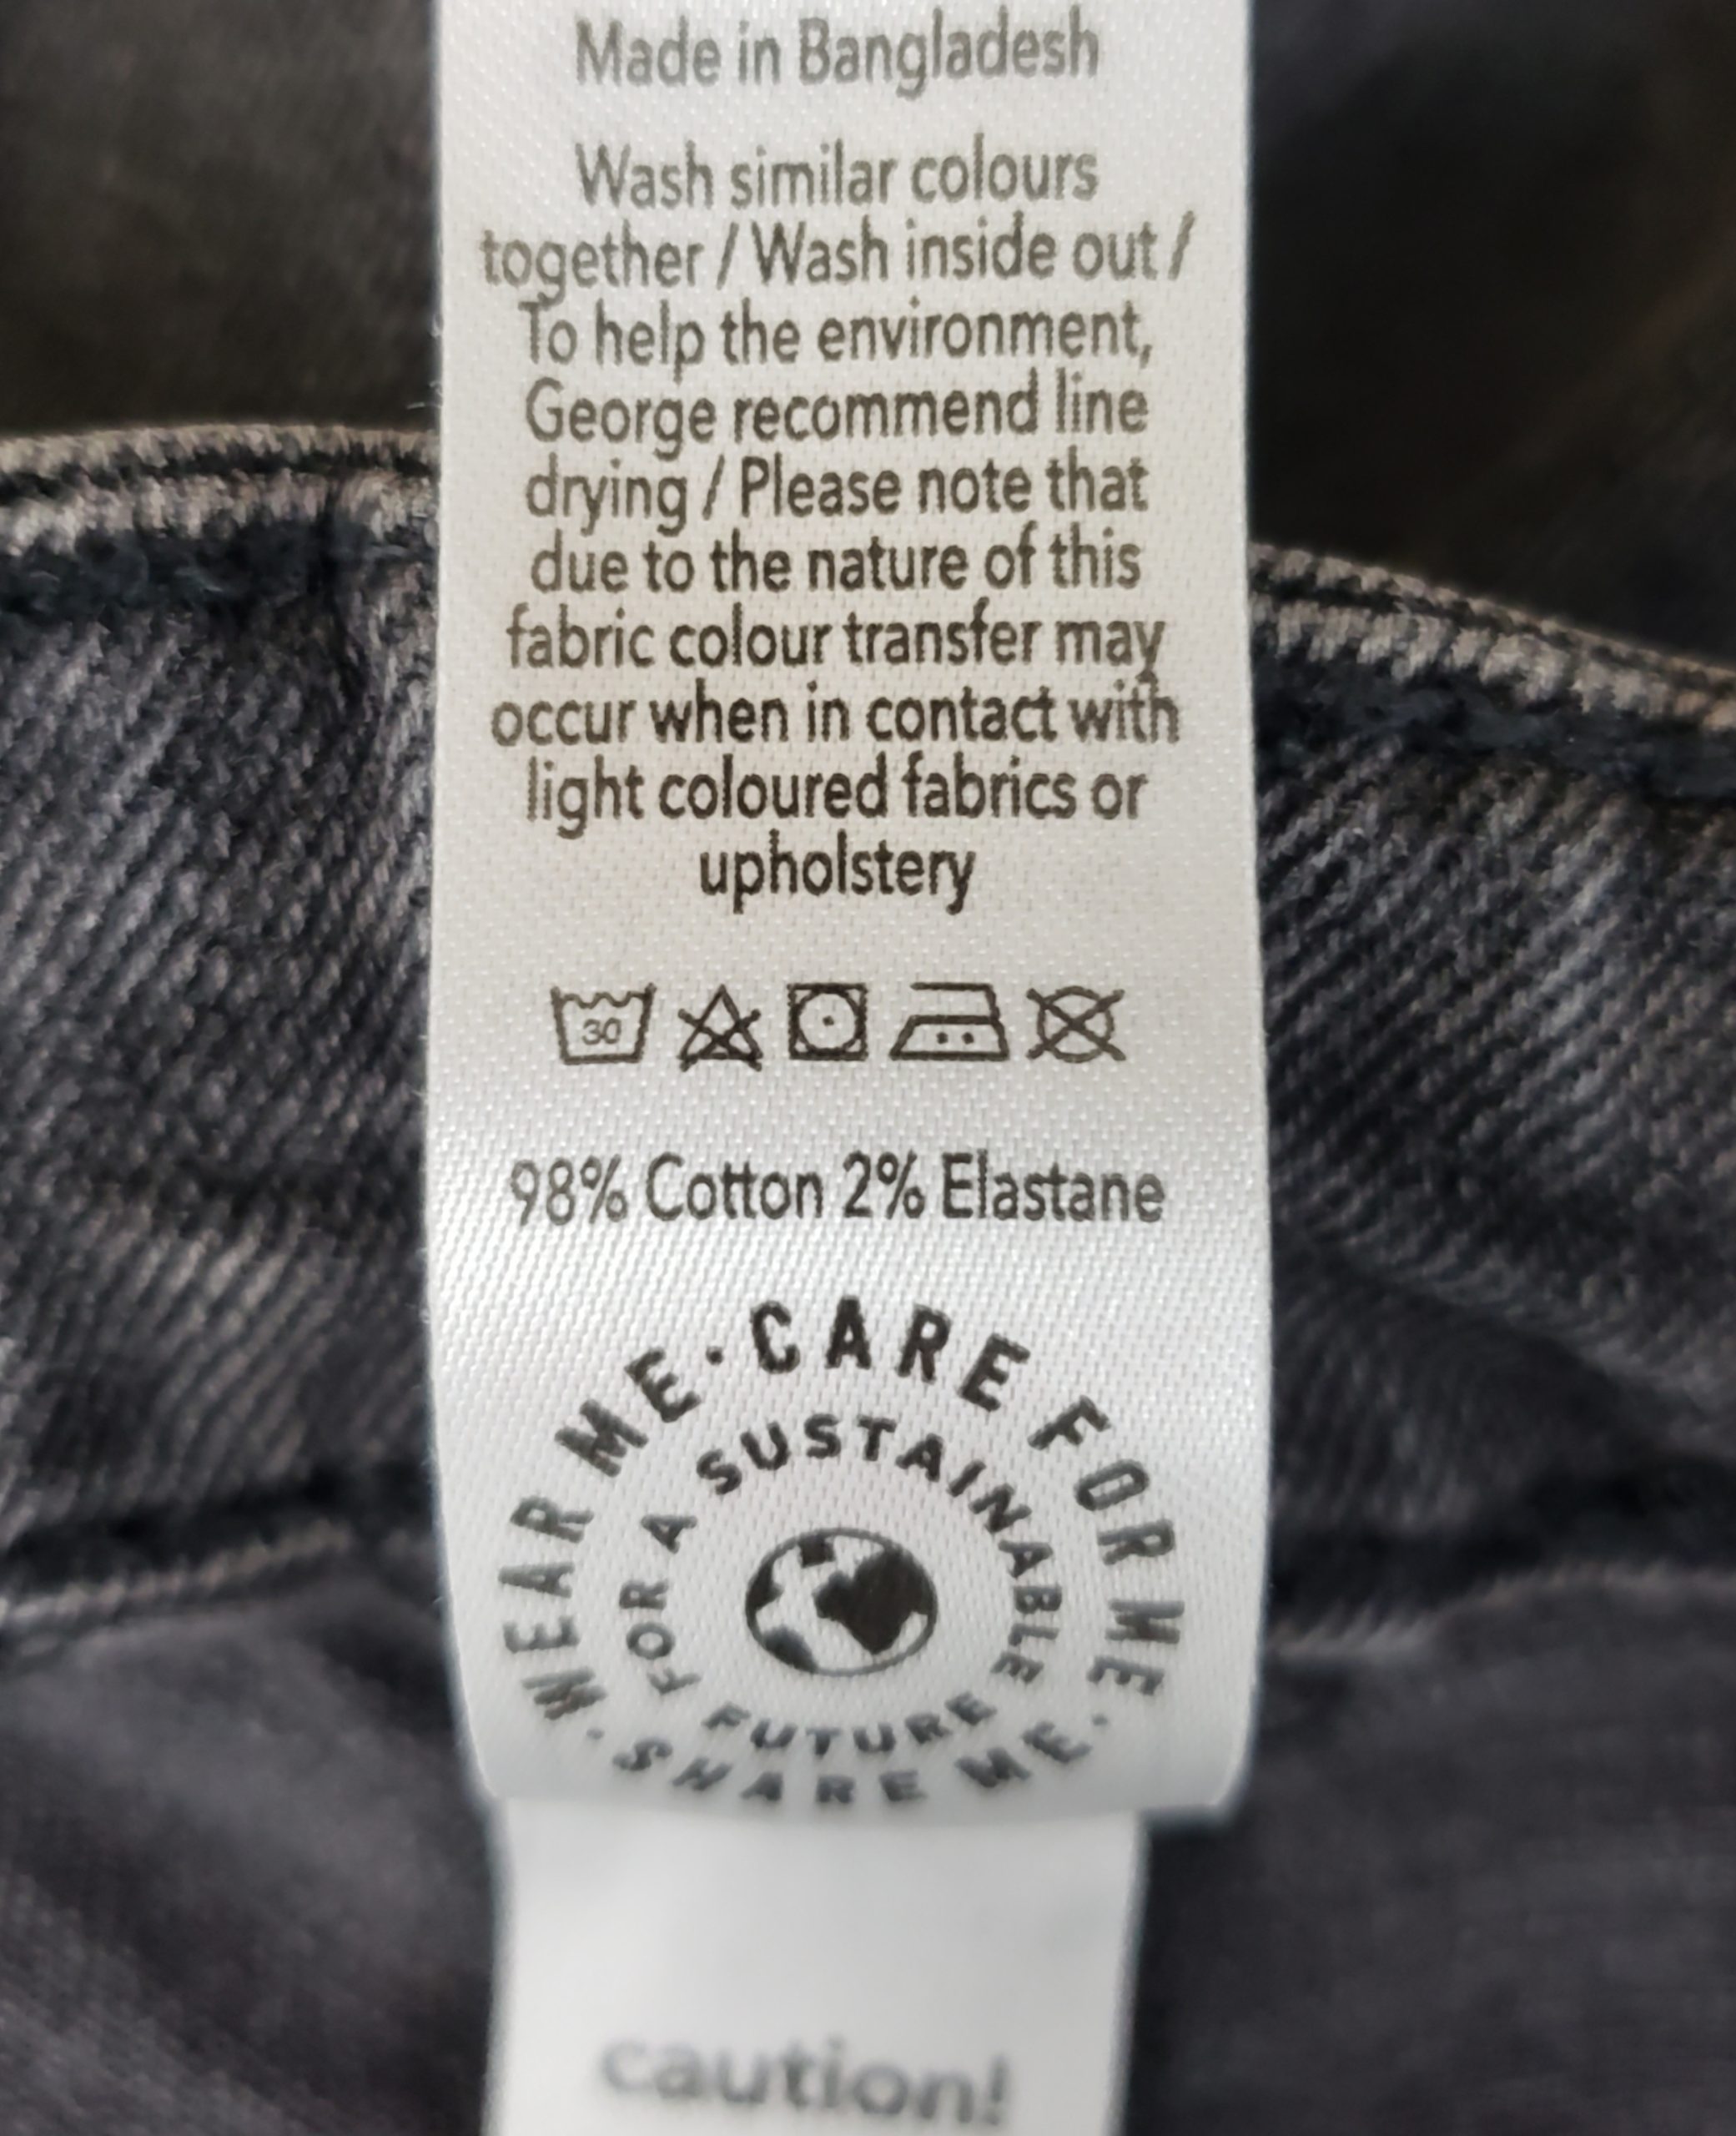 Made in Bangladesh
Wash similar colours
together / Wash inside out /
To help the environment,
George recommend line
drying / Please note that
due to the nature of this
fabric colour transfer may
occur when in contact with
light coloured fabrics or
upholstery
30
98% Cotton 2% Elastane
WEAR ME · CARE FOR ME · SHARE ME ·
FOR A SUSTAINABLE FUTURE
caution!